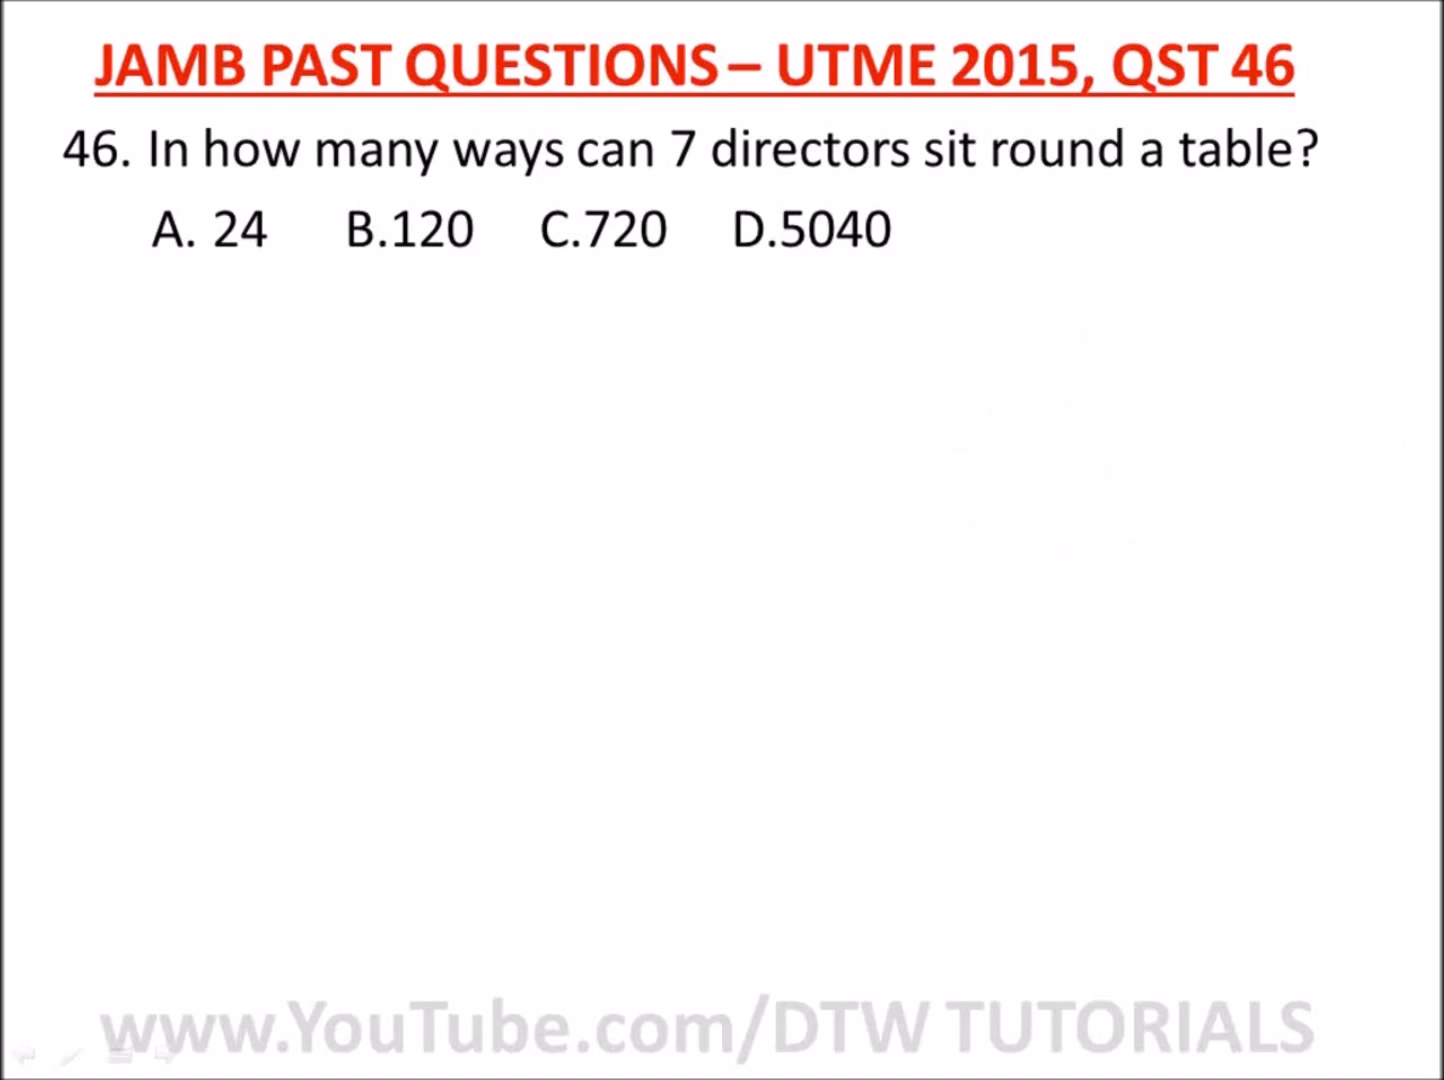 JAMB PAST QUESTIONS – UTME 2015, QST 46
46. In how many ways can 7 directors sit round a table?
A. 24 B.120 C.720 D.5040
www.YouTube.com/DTW TUTORIALS